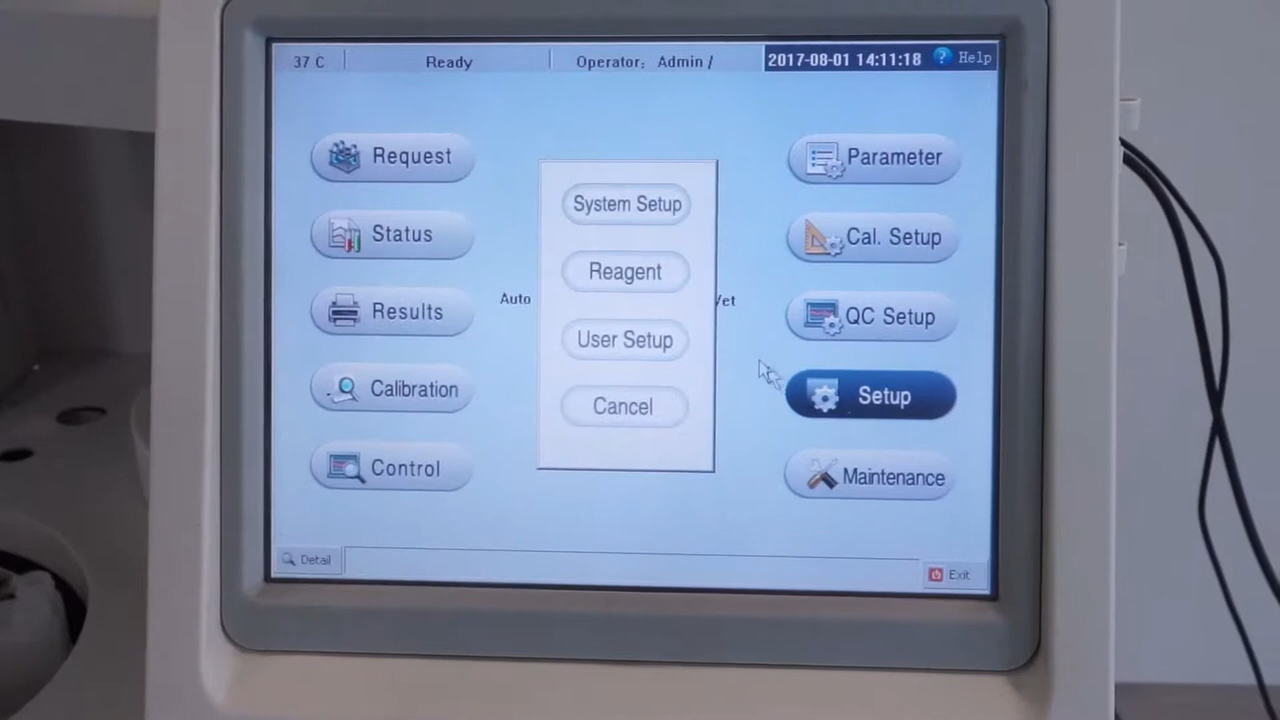 37 C Ready Operator: Admin / 2017-08-01 14:11:18 Help
Request
Status
Results
Calibration
Control
Auto
System Setup
Reagent
User Setup
Cancel
Vet
Parameter
Cal. Setup
QC Setup
Setup
Maintenance
Detail
Exit